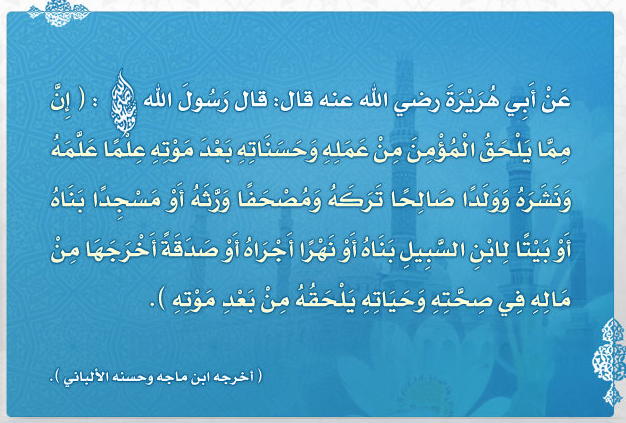 عَنْ أَبِي هُرَيْرَةَ رضي الله عنه قال: قال رَسُولَ الله ﷺ : ( إِنَّ
مِمَّا يَلْحَقُ الْمُؤْمِنَ مِنْ عَمَلِهِ وَحَسَنَاتِهِ بَعْدَ مَوْتِهِ عِلْمًا عَلَّمَهُ
وَنَشَرَهُ وَوَلَدًا صَالِحًا تَرَكَهُ وَمُصْحَفًا وَرَّثَهُ أَوْ مَسْجِدًا بَنَاهُ
أَوْ بَيْتًا لِابْنِ السَّبِيلِ بَنَاهُ أَوْ نَهْرًا أَجْرَاهُ أَوْ صَدَقَةً أَخْرَجَهَا مِنْ
مَالِهِ فِي صِحَّتِهِ وَحَيَاتِهِ يَلْحَقُهُ مِنْ بَعْدِ مَوْتِهِ ).
( أخرجه ابن ماجه وحسنه الألباني ).